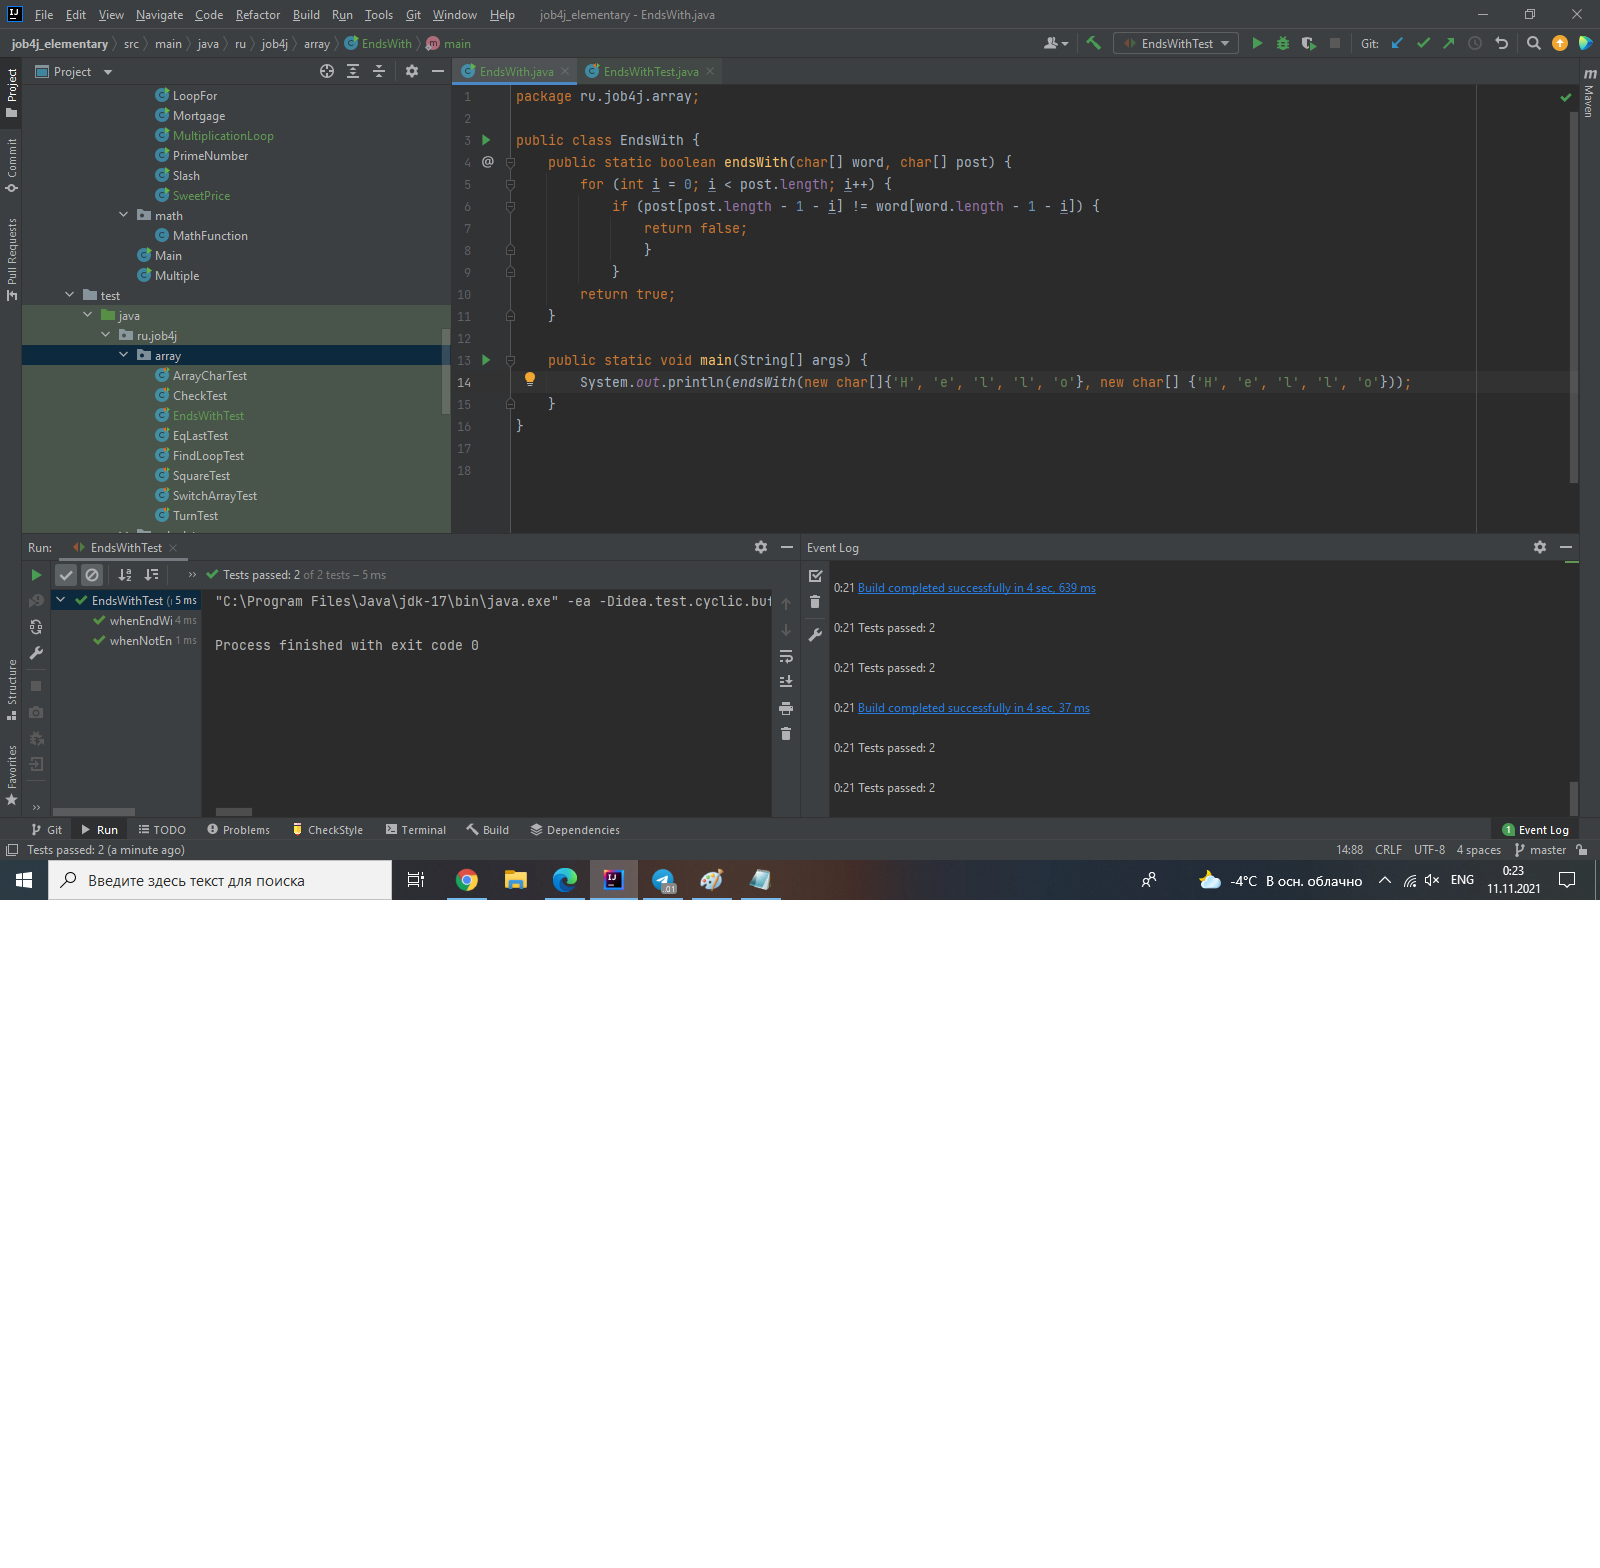 File Edit View Navigate Code Refactor Build Run Tools Git Window Help job4j_elementary - EndsWith.java
job4j_elementary src main java ru job4j array EndsWith main
EndsWithTest Git:
Project
EndsWith.java EndsWithTest.java
Project
Commit
Pull Requests
Structure
Favorites
Maven
LoopFor
Mortgage
MultiplicationLoop
PrimeNumber
Slash
SweetPrice
math
MathFunction
Main
Multiple
test
java
ru.job4j
array
ArrayCharTest
CheckTest
EndsWithTest
EqLastTest
FindLoopTest
SquareTest
SwitchArrayTest
TurnTest
1 package ru.job4j.array;
2
3 public class EndsWith {
4 @ public static boolean endsWith(char[] word, char[] post) {
5 for (int i = 0; i < post.length; i++) {
6 if (post[post.length - 1 - i] != word[word.length - 1 - i]) {
7 return false;
8 }
9 }
10 return true;
11 }
12
13 public static void main(String[] args) {
14 System.out.println(endsWith(new char[]{'H', 'e', 'l', 'l', 'o'}, new char[] {'H', 'e', 'l', 'l', 'o'}));
15 }
16 }
17
18
Run: EndsWithTest
Tests passed: 2 of 2 tests – 5 ms
EndsWithTest 5 ms
whenEndWi 4 ms
whenNotEn 1 ms
"C:\Program Files\Java\jdk-17\bin\java.exe" -ea -Didea.test.cyclic.buf
Process finished with exit code 0
Event Log
0:21 Build completed successfully in 4 sec, 639 ms
0:21 Tests passed: 2
0:21 Tests passed: 2
0:21 Build completed successfully in 4 sec, 37 ms
0:21 Tests passed: 2
0:21 Tests passed: 2
Git Run TODO Problems CheckStyle Terminal Build Dependencies 1 Event Log
Tests passed: 2 (a minute ago) 14:88 CRLF UTF-8 4 spaces master
Введите здесь текст для поиска
.01
-4°C В осн. облачно ENG
0:23
11.11.2021